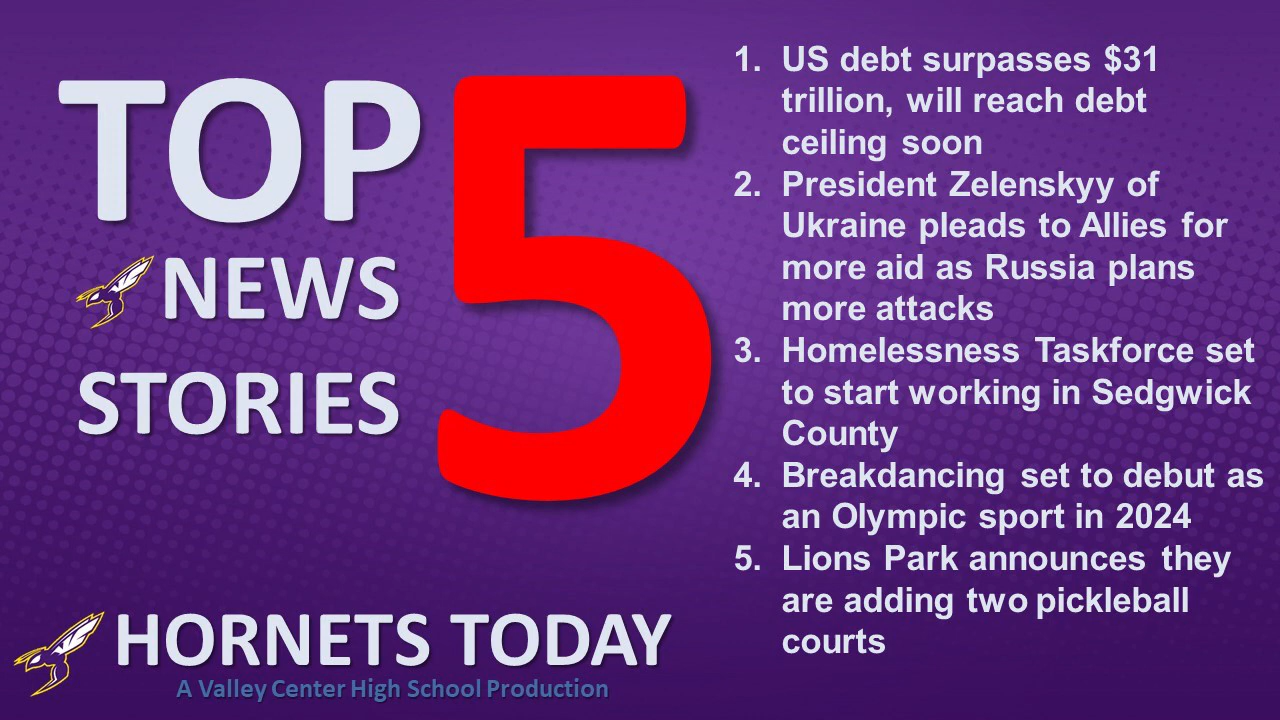 TOP
5
NEWS
STORIES
HORNETS TODAY
A Valley Center High School Production
1. US debt surpasses $31
trillion, will reach debt
ceiling soon
2. President Zelenskyy of
Ukraine pleads to Allies for
more aid as Russia plans
more attacks
3. Homelessness Taskforce set
to start working in Sedgwick
County
4. Breakdancing set to debut as
an Olympic sport in 2024
5. Lions Park announces they
are adding two pickleball
courts